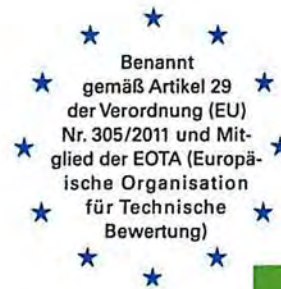 Benannt
gemäß Artikel 29
der Verordnung (EU)
Nr. 305/2011 und Mit-
glied der EOTA (Europä-
ische Organisation
für Technische
Bewertung)